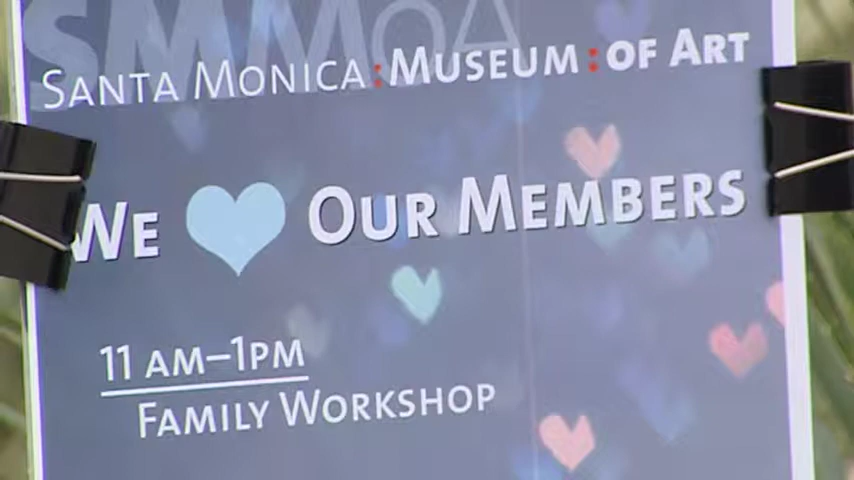 SMMoA
SANTA MONICA:MUSEUM:OF ART
WE OUR MEMBERS
11 AM–1PM
FAMILY WORKSHOP